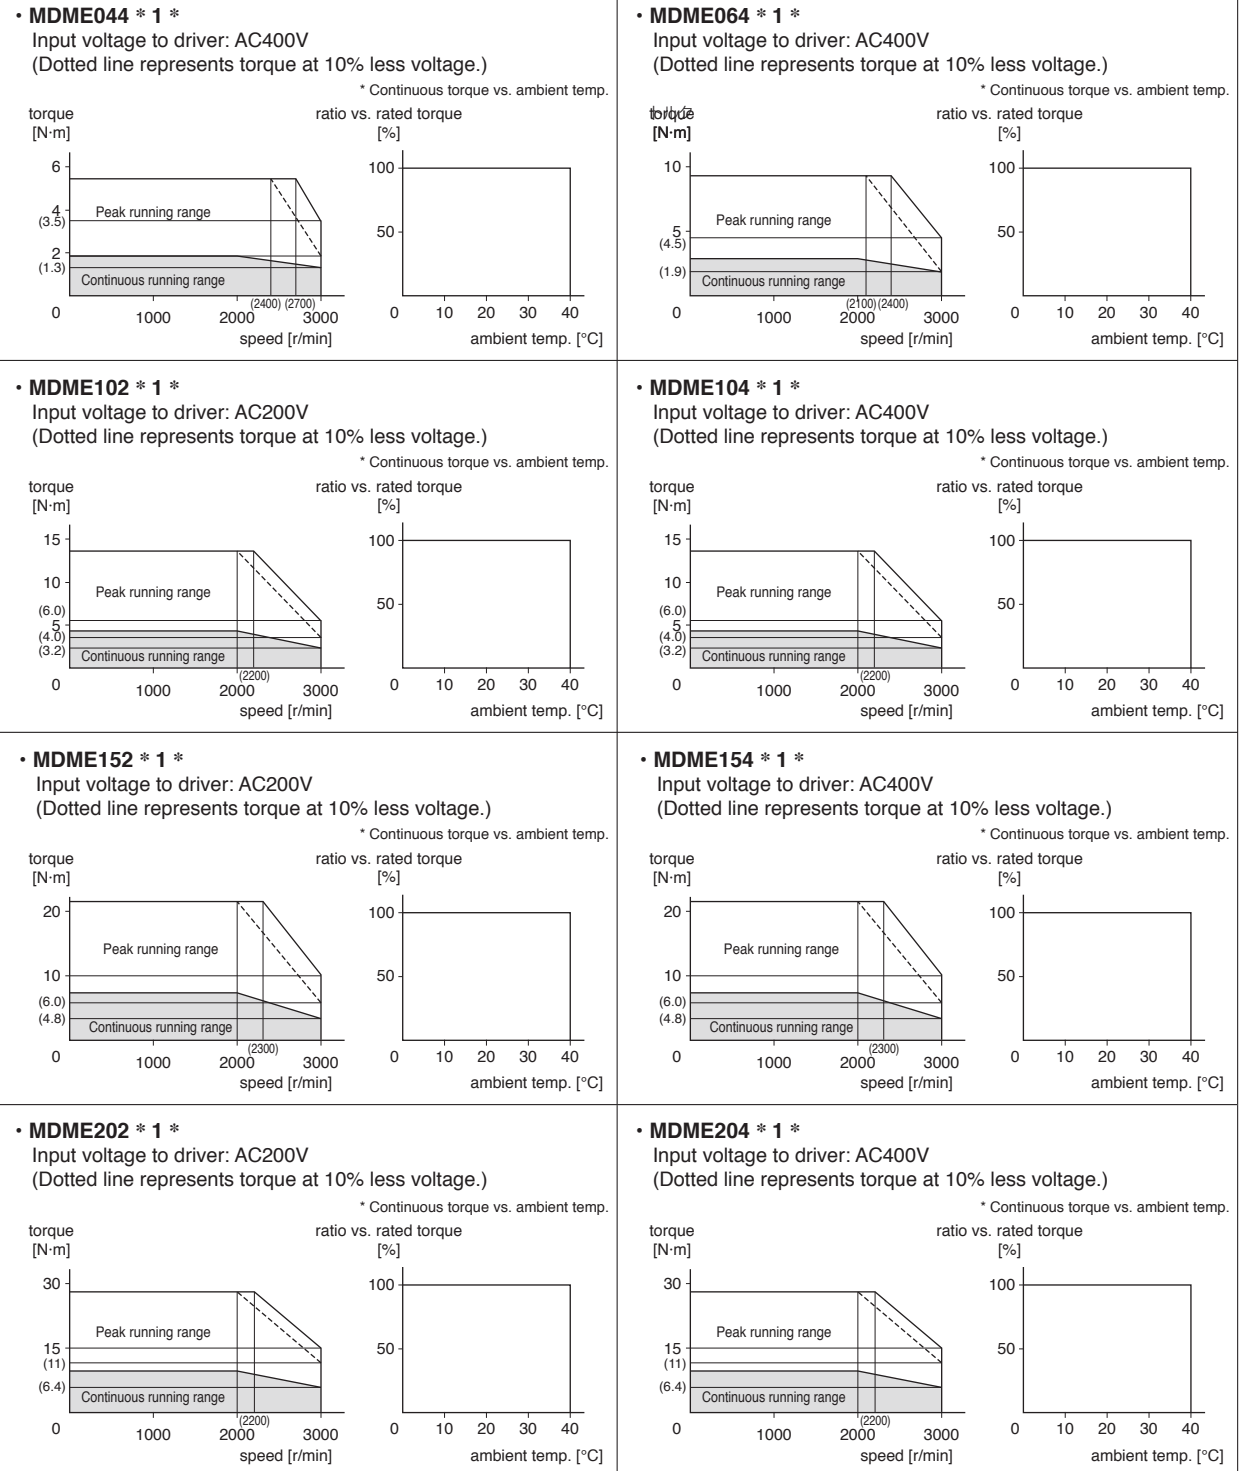 ・MDME044 * 1 *
Input voltage to driver: AC400V
(Dotted line represents torque at 10% less voltage.)
* Continuous torque vs. ambient temp.
torque
[N·m]
ratio vs. rated torque
[%]
6
4
(3.5)
2
(1.3)
Peak running range
Continuous running range
0
1000
2000
(2400)
(2700)
3000
speed [r/min]
100
50
0
10
20
30
40
ambient temp. [°C]
・MDME064 * 1 *
Input voltage to driver: AC400V
(Dotted line represents torque at 10% less voltage.)
* Continuous torque vs. ambient temp.
torque
[N·m]
ratio vs. rated torque
[%]
10
5
(4.5)
(1.9)
Peak running range
Continuous running range
0
1000
2000
(2100)
(2400)
3000
speed [r/min]
100
50
0
10
20
30
40
ambient temp. [°C]
・MDME102 * 1 *
Input voltage to driver: AC200V
(Dotted line represents torque at 10% less voltage.)
* Continuous torque vs. ambient temp.
torque
[N·m]
ratio vs. rated torque
[%]
15
10
(6.0)
5
(4.0)
(3.2)
Peak running range
Continuous running range
0
1000
2000
(2200)
3000
speed [r/min]
100
50
0
10
20
30
40
ambient temp. [°C]
・MDME104 * 1 *
Input voltage to driver: AC400V
(Dotted line represents torque at 10% less voltage.)
* Continuous torque vs. ambient temp.
torque
[N·m]
ratio vs. rated torque
[%]
15
10
(6.0)
5
(4.0)
(3.2)
Peak running range
Continuous running range
0
1000
2000
(2200)
3000
speed [r/min]
100
50
0
10
20
30
40
ambient temp. [°C]
・MDME152 * 1 *
Input voltage to driver: AC200V
(Dotted line represents torque at 10% less voltage.)
* Continuous torque vs. ambient temp.
torque
[N·m]
ratio vs. rated torque
[%]
20
10
(6.0)
(4.8)
Peak running range
Continuous running range
0
1000
2000
(2300)
3000
speed [r/min]
100
50
0
10
20
30
40
ambient temp. [°C]
・MDME154 * 1 *
Input voltage to driver: AC400V
(Dotted line represents torque at 10% less voltage.)
* Continuous torque vs. ambient temp.
torque
[N·m]
ratio vs. rated torque
[%]
20
10
(6.0)
(4.8)
Peak running range
Continuous running range
0
1000
2000
(2300)
3000
speed [r/min]
100
50
0
10
20
30
40
ambient temp. [°C]
・MDME202 * 1 *
Input voltage to driver: AC200V
(Dotted line represents torque at 10% less voltage.)
* Continuous torque vs. ambient temp.
torque
[N·m]
ratio vs. rated torque
[%]
30
15
(11)
(6.4)
Peak running range
Continuous running range
0
1000
2000
(2200)
3000
speed [r/min]
100
50
0
10
20
30
40
ambient temp. [°C]
・MDME204 * 1 *
Input voltage to driver: AC400V
(Dotted line represents torque at 10% less voltage.)
* Continuous torque vs. ambient temp.
torque
[N·m]
ratio vs. rated torque
[%]
30
15
(11)
(6.4)
Peak running range
Continuous running range
0
1000
2000
(2200)
3000
speed [r/min]
100
50
0
10
20
30
40
ambient temp. [°C]